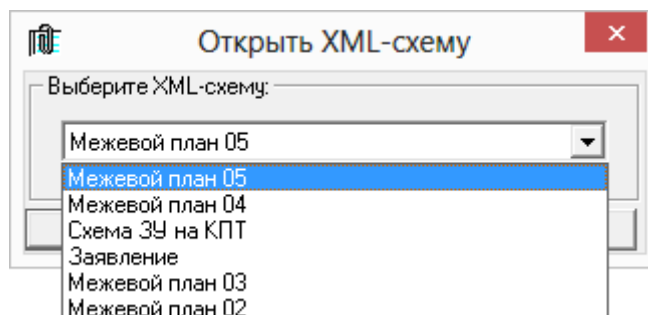 Открыть XML-схему
Выберите XML-схему:
Межевой план 05
Межевой план 05
Межевой план 04
Схема ЗУ на КПТ
Заявление
Межевой план 03
Межевой план 02